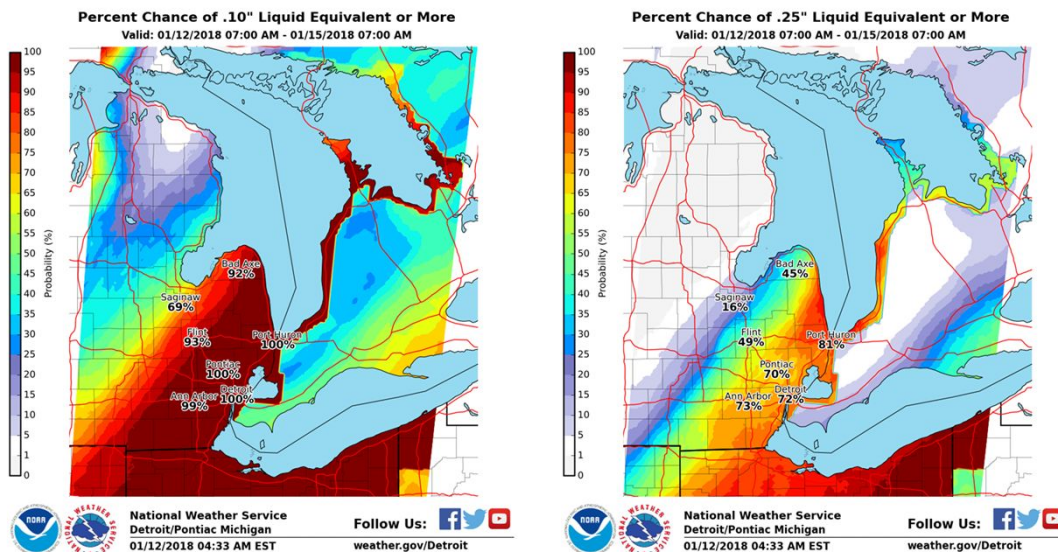 Percent Chance of .10" Liquid Equivalent or More
Valid: 01/12/2018 07:00 AM - 01/15/2018 07:00 AM
100
95
90
85
80
75
70
65
60
55
50
45
40
35
30
25
20
15
10
5
1
0
Probability (%)
Bad Axe
92%
Saginaw
69%
Flint
93%
Port Huron
100%
Pontiac
100%
Ann Arbor
99%
Detroit
100%
NOAA
NATIONAL WEATHER SERVICE
National Weather Service
Detroit/Pontiac Michigan
01/12/2018 04:33 AM EST
Follow Us:
weather.gov/Detroit
Percent Chance of .25" Liquid Equivalent or More
Valid: 01/12/2018 07:00 AM - 01/15/2018 07:00 AM
100
95
90
85
80
75
70
65
60
55
50
45
40
35
30
25
20
15
10
5
1
0
Probability (%)
Bad Axe
45%
Saginaw
16%
Flint
49%
Port Huron
81%
Pontiac
70%
Ann Arbor
73%
Detroit
72%
NOAA
NATIONAL WEATHER SERVICE
National Weather Service
Detroit/Pontiac Michigan
01/12/2018 04:33 AM EST
Follow Us:
weather.gov/Detroit